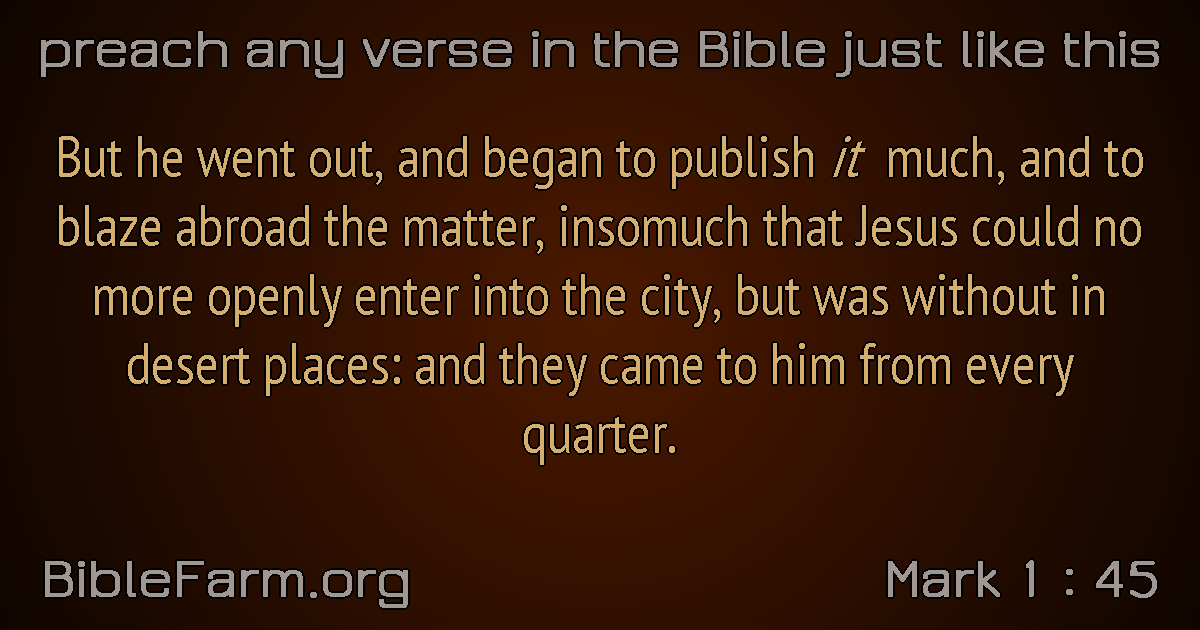 preach any verse in the Bible just like this
But he went out, and began to publish it much, and to
blaze abroad the matter, insomuch that Jesus could no
more openly enter into the city, but was without in
desert places: and they came to him from every
quarter.
BibleFarm.org
Mark 1 : 45